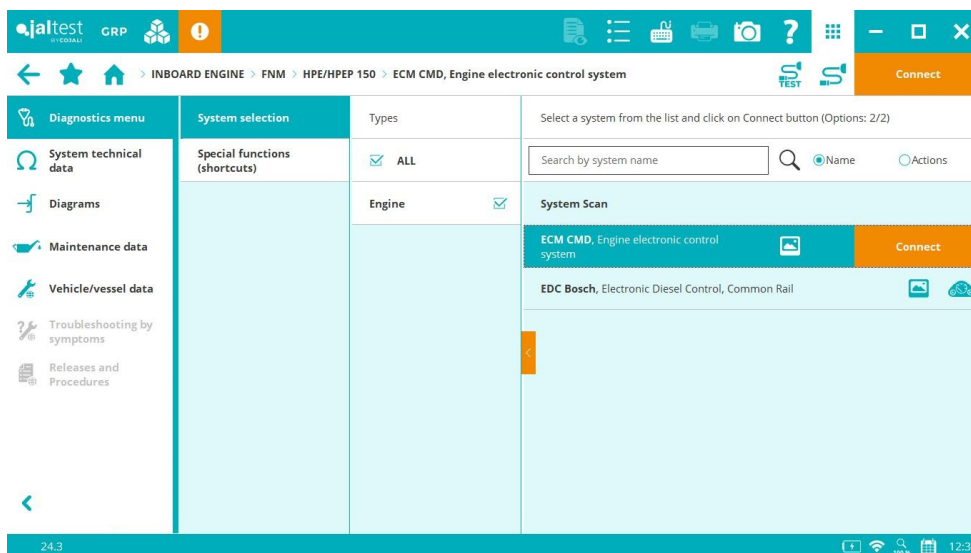 jaltest GRP
BY COJALI
TEST
> INBOARD ENGINE > FNM > HPE/HPEP 150 > ECM CMD, Engine electronic control system
Connect
Diagnostics menu
System technical
data
Diagrams
Maintenance data
Vehicle/vessel data
Troubleshooting by
symptoms
Releases and
Procedures
System selection
Special functions
(shortcuts)
Types
ALL
Engine
Select a system from the list and click on Connect button (Options: 2/2)
Search by system name
Name
Actions
System Scan
ECM CMD, Engine electronic control
system
Connect
EDC Bosch, Electronic Diesel Control, Common Rail
24.3
100 %